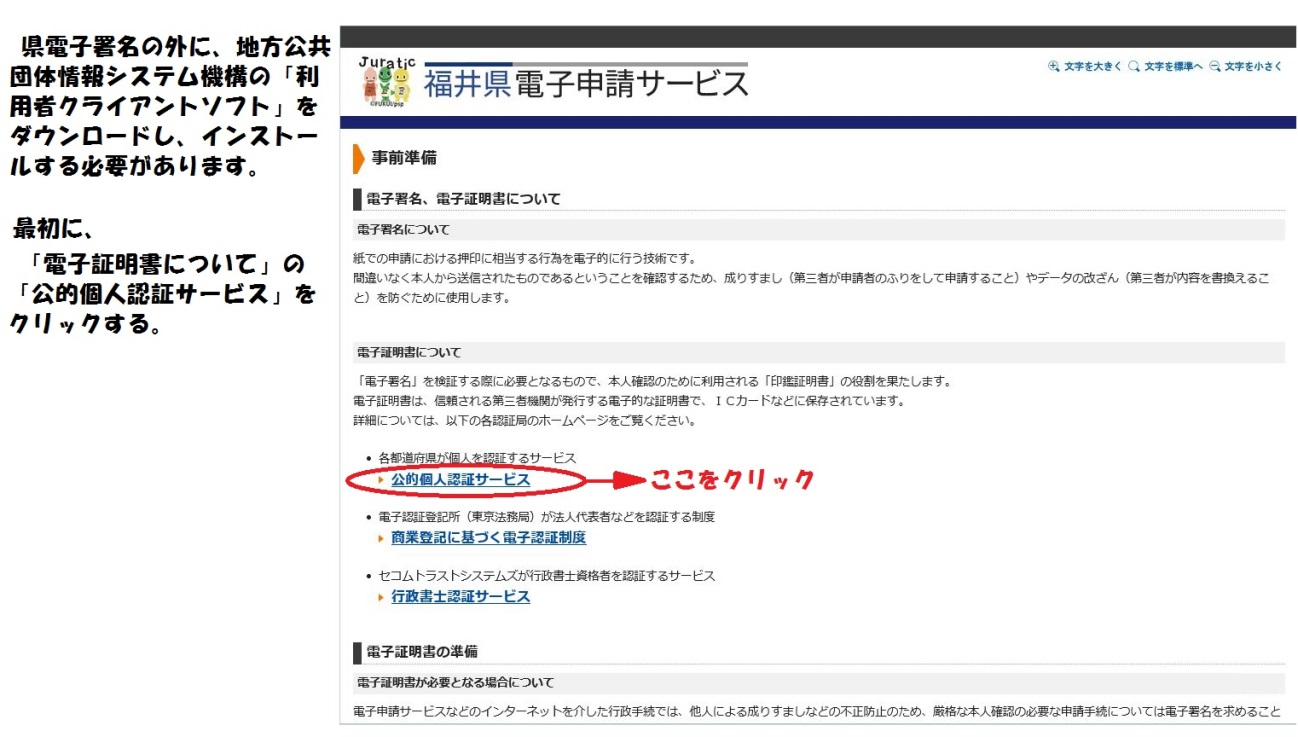 県電子署名の外に、地方公共
団体情報システム機構の「利
用者クライアントソフト」を
ダウンロードし、インストー
ルする必要があります。
最初に、
「電子証明書について」の
「公的個人認証サービス」を
クリックする。
Juratic
福井県電子申請サービス
文字を大きく 文字を標準へ 文字を小さく
事前準備
電子署名、電子証明書について
電子署名について
紙での申請における押印に相当する行為を電子的に行う技術です。
間違いなく本人から送信されたものであるということを確認するため、成りすまし（第三者が申請者のふりをして申請すること）やデータの改ざん（第三者が内容を書換えるこ
と）を防ぐために使用します。
電子証明書について
「電子署名」を検証する際に必要となるもので、本人確認のために利用される「印鑑証明書」の役割を果たします。
電子証明書は、信頼される第三者機関が発行する電子的な証明書で、ＩＣカードなどに保存されています。
詳細については、以下の各認証局のホームページをご覧ください。
• 各都道府県が個人を認証するサービス
公的個人認証サービス
ここをクリック
• 電子認証登記所（東京法務局）が法人代表者などを認証する制度
商業登記に基づく電子認証制度
• セコムトラストシステムズが行政書士資格者を認証するサービス
行政書士認証サービス
電子証明書の準備
電子証明書が必要となる場合について
電子申請サービスなどのインターネットを介した行政手続では、他人による成りすましなどの不正防止のため、厳格な本人確認の必要な申請手続については電子署名を求めること